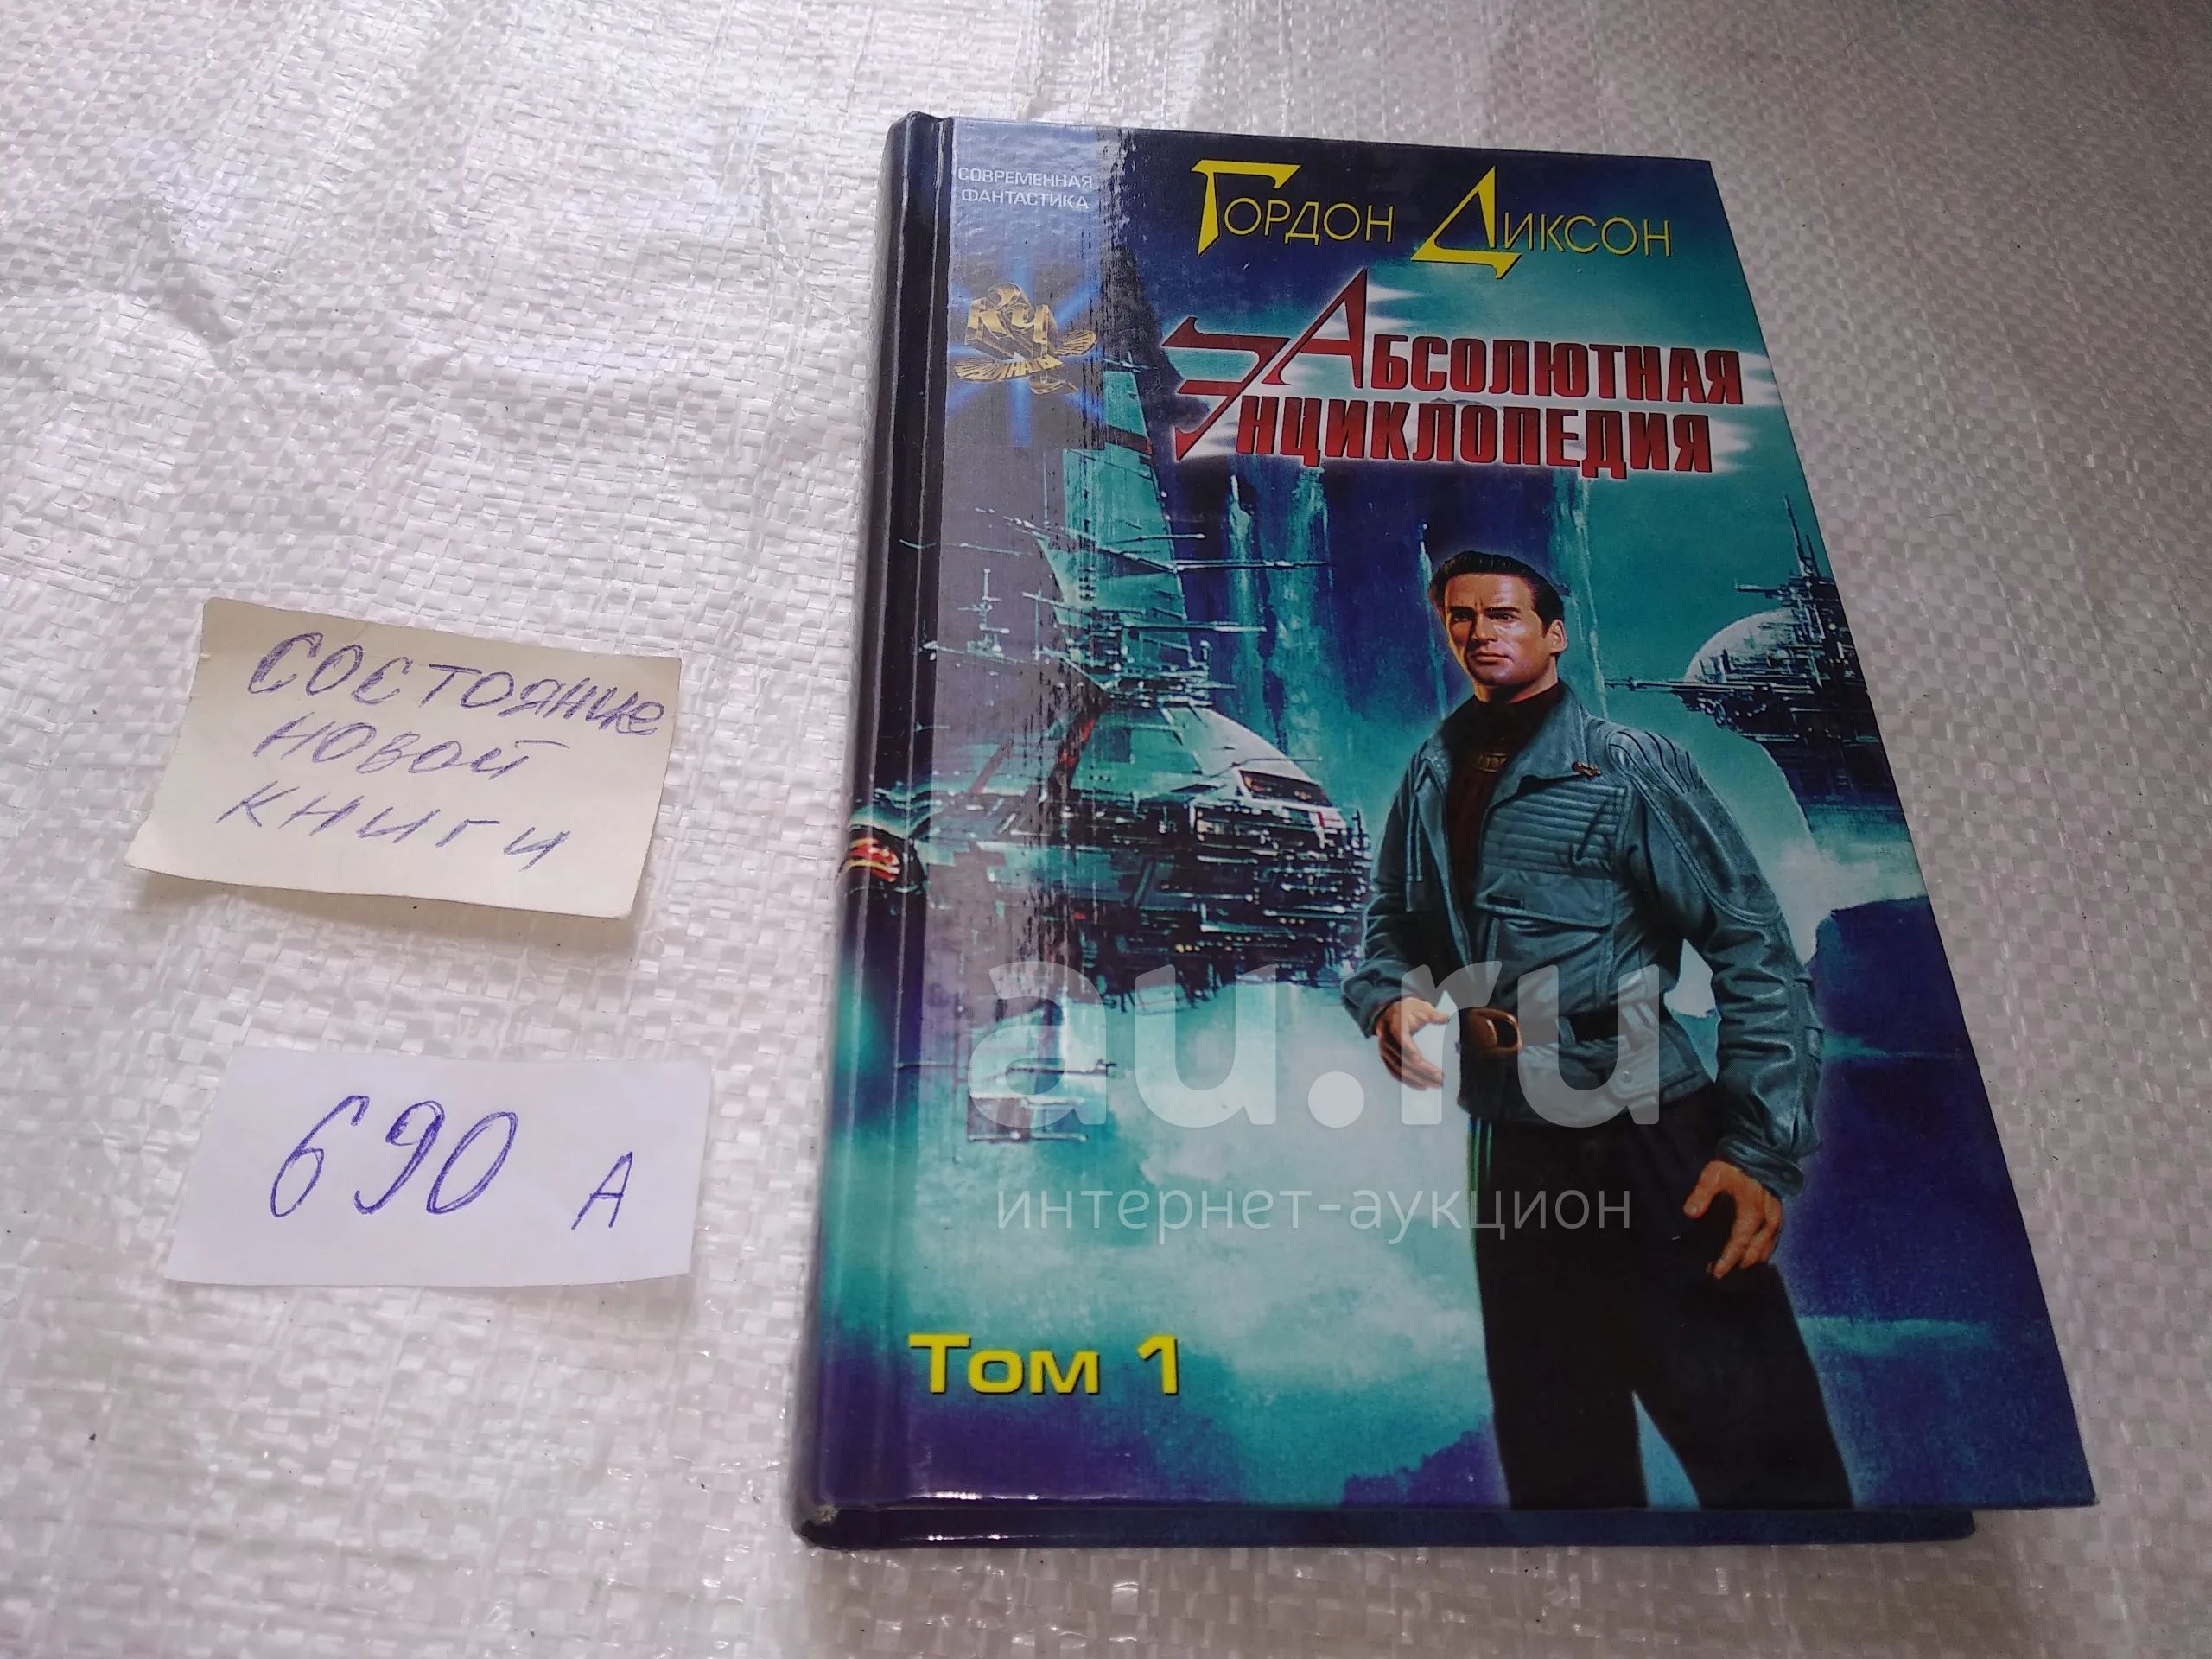 СОВРЕМЕННАЯ
ФАНТАСТИКА
Гордон Диксон
Абсолютная
Энциклопедия
Том 1
состояние
новой
книги
690 А
au.ru
интернет-аукцион